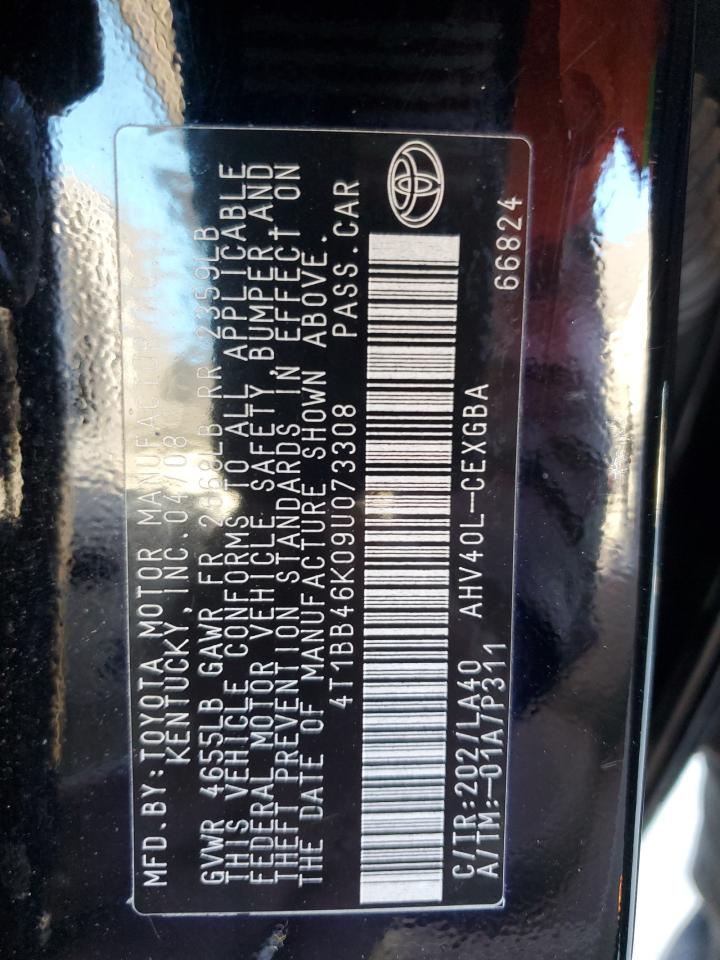 MFD.BY:TOYOTA MOTOR MANUFACTURING
KENTUCKY,INC.04/08
GVWR 4655LB GAWR FR 2668LB RR 2359LB
THIS VEHICLE CONFORMS TO ALL APPLICABLE
FEDERAL MOTOR VEHICLE SAFETY,BUMPER,AND
THEFT PREVENTION STANDARDS IN EFFECT ON
THE DATE OF MANUFACTURE SHOWN ABOVE.
4T1BB46K09U073308 PASS.CAR
C/TR:202/LA40 AHV40L-CEXGBA
A/TM:-01A/P311 66824